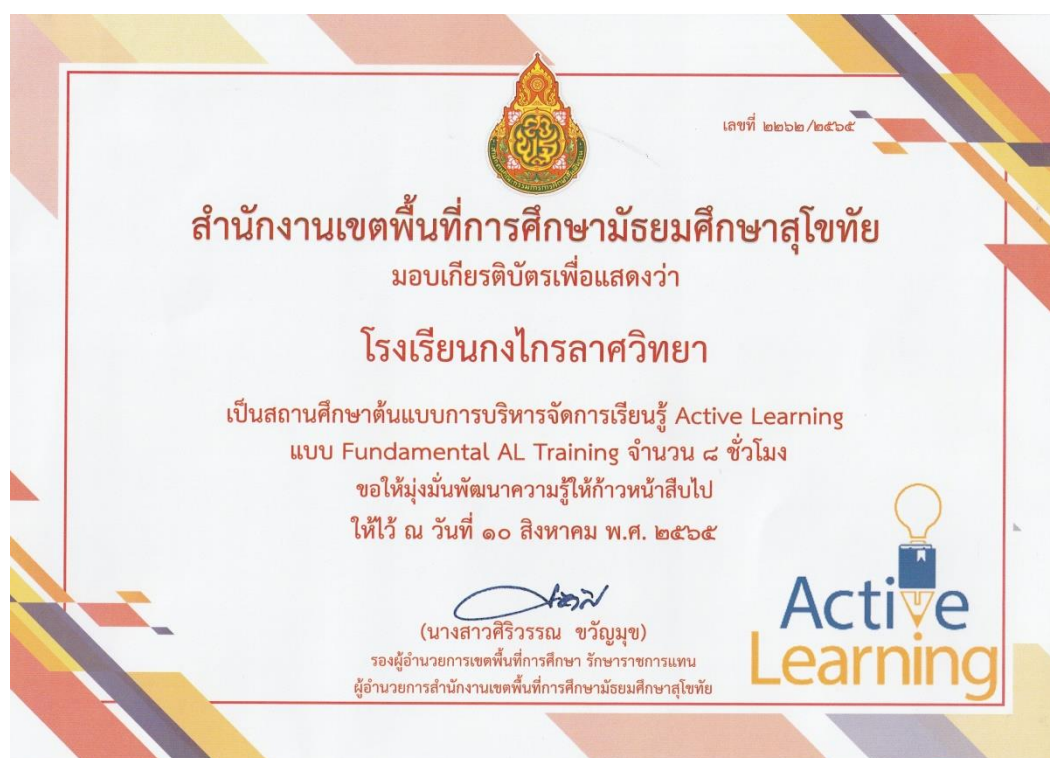 เลขที่ ๒๒๖๒/๒๕๖๕
สำนักงานเขตพื้นที่การศึกษามัธยมศึกษาสุโขทัย
มอบเกียรติบัตรเพื่อแสดงว่า
โรงเรียนกงไกรลาศวิทยา
เป็นสถานศึกษาต้นแบบการบริหารจัดการเรียนรู้ Active Learning
แบบ Fundamental AL Training จำนวน ๘ ชั่วโมง
ขอให้มุ่งมั่นพัฒนาความรู้ให้ก้าวหน้าสืบไป
ให้ไว้ ณ วันที่ ๑๐ สิงหาคม พ.ศ. ๒๕๖๕
(นางสาวศิริวรรณ ขวัญมุข)
รองผู้อำนวยการเขตพื้นที่การศึกษา รักษาราชการแทน
ผู้อำนวยการสำนักงานเขตพื้นที่การศึกษามัธยมศึกษาสุโขทัย
Active
Learning